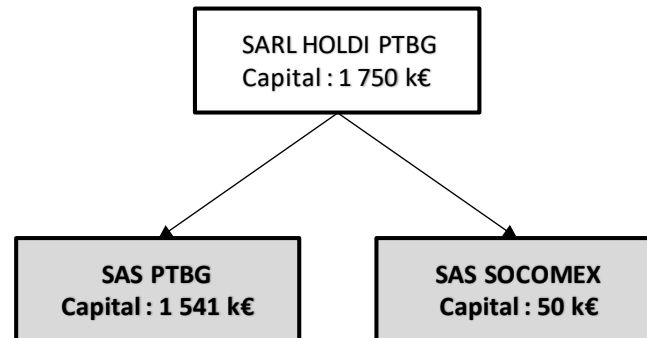 SARL HOLDI PTBG
Capital : 1 750 k€
SAS PTBG
Capital : 1 541 k€
SAS SOCOMEX
Capital : 50 k€